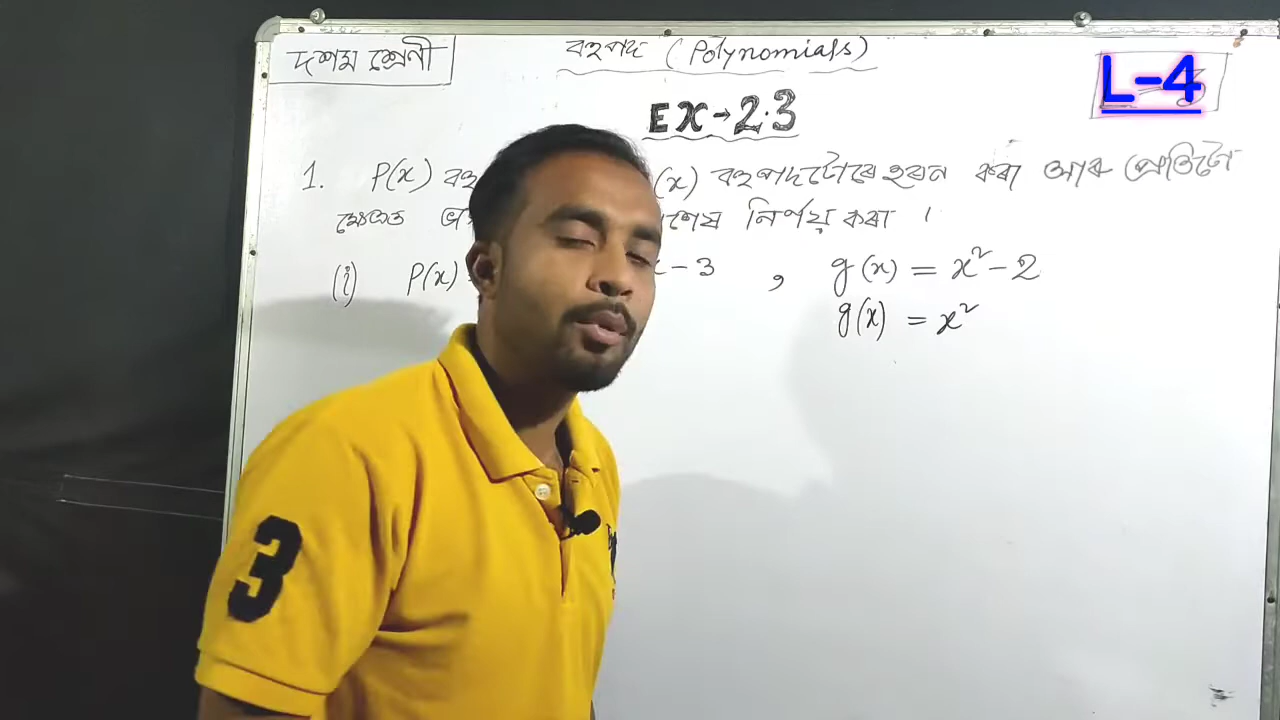 দশম শ্ৰেণী
বহুপদ (Polynomials)
L-4
EX → 2.3
1. P(x) (x) বহুপদটোৰে হৰণ কৰা আৰু প্ৰতিটো
ক্ষেত্ৰত নিৰ্ণয় কৰা ।
(i) P(x) - 3 , g(x) = x² - 2
g(x) = x²
3